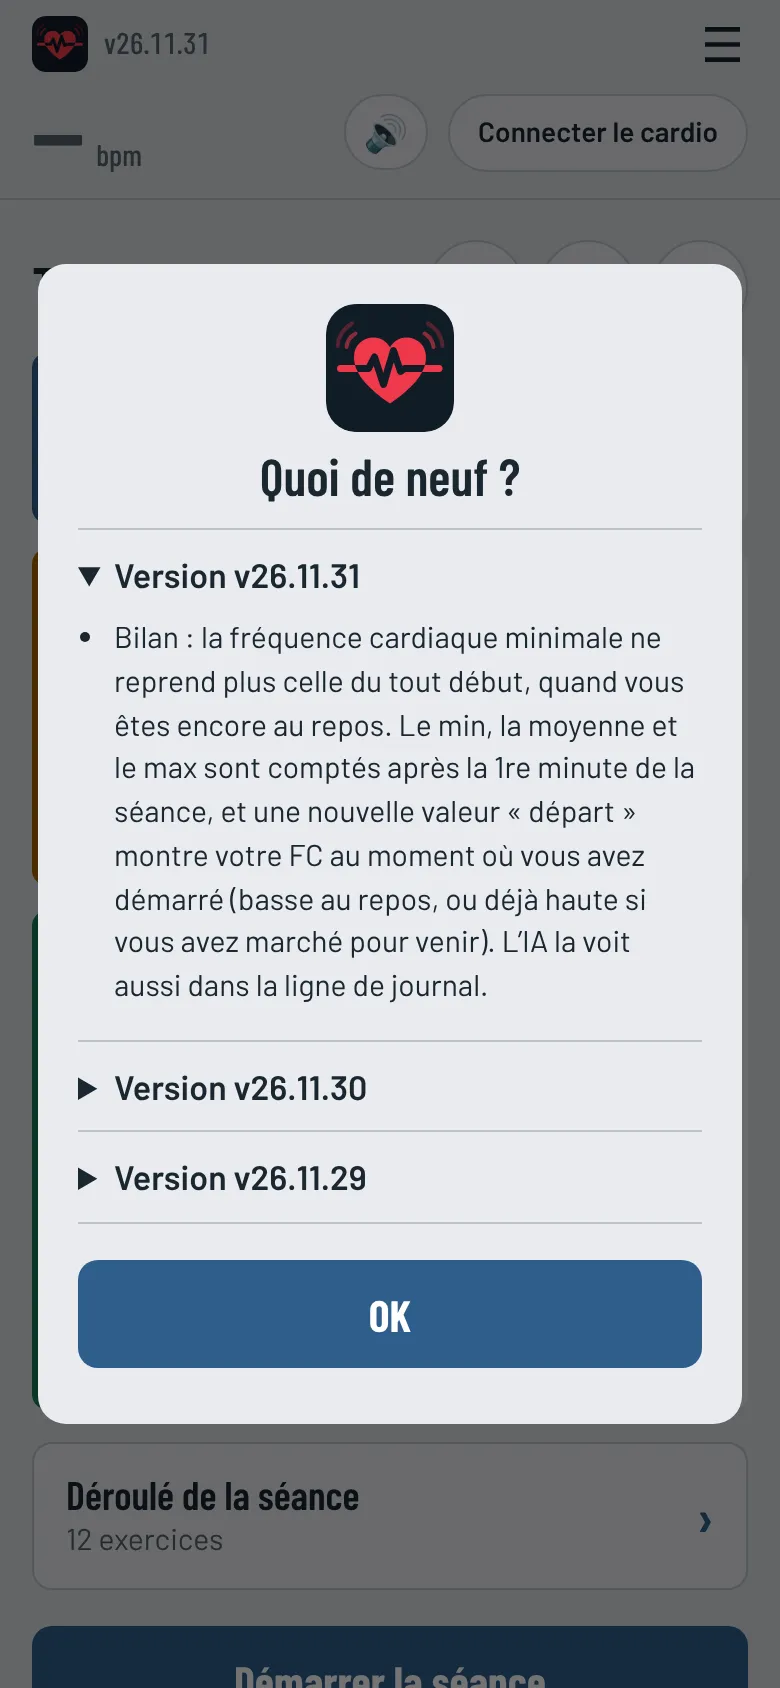 v26.11.31
bpm
Connecter le cardio
Quoi de neuf ?
Version v26.11.31
Bilan : la fréquence cardiaque minimale ne
reprend plus celle du tout début, quand vous
êtes encore au repos. Le min, la moyenne et
le max sont comptés après la 1re minute de la
séance, et une nouvelle valeur « départ »
montre votre FC au moment où vous avez
démarré (basse au repos, ou déjà haute si
vous avez marché pour venir). L’IA la voit
aussi dans la ligne de journal.
Version v26.11.30
Version v26.11.29
OK
Déroulé de la séance
12 exercices
Démarrer la séance